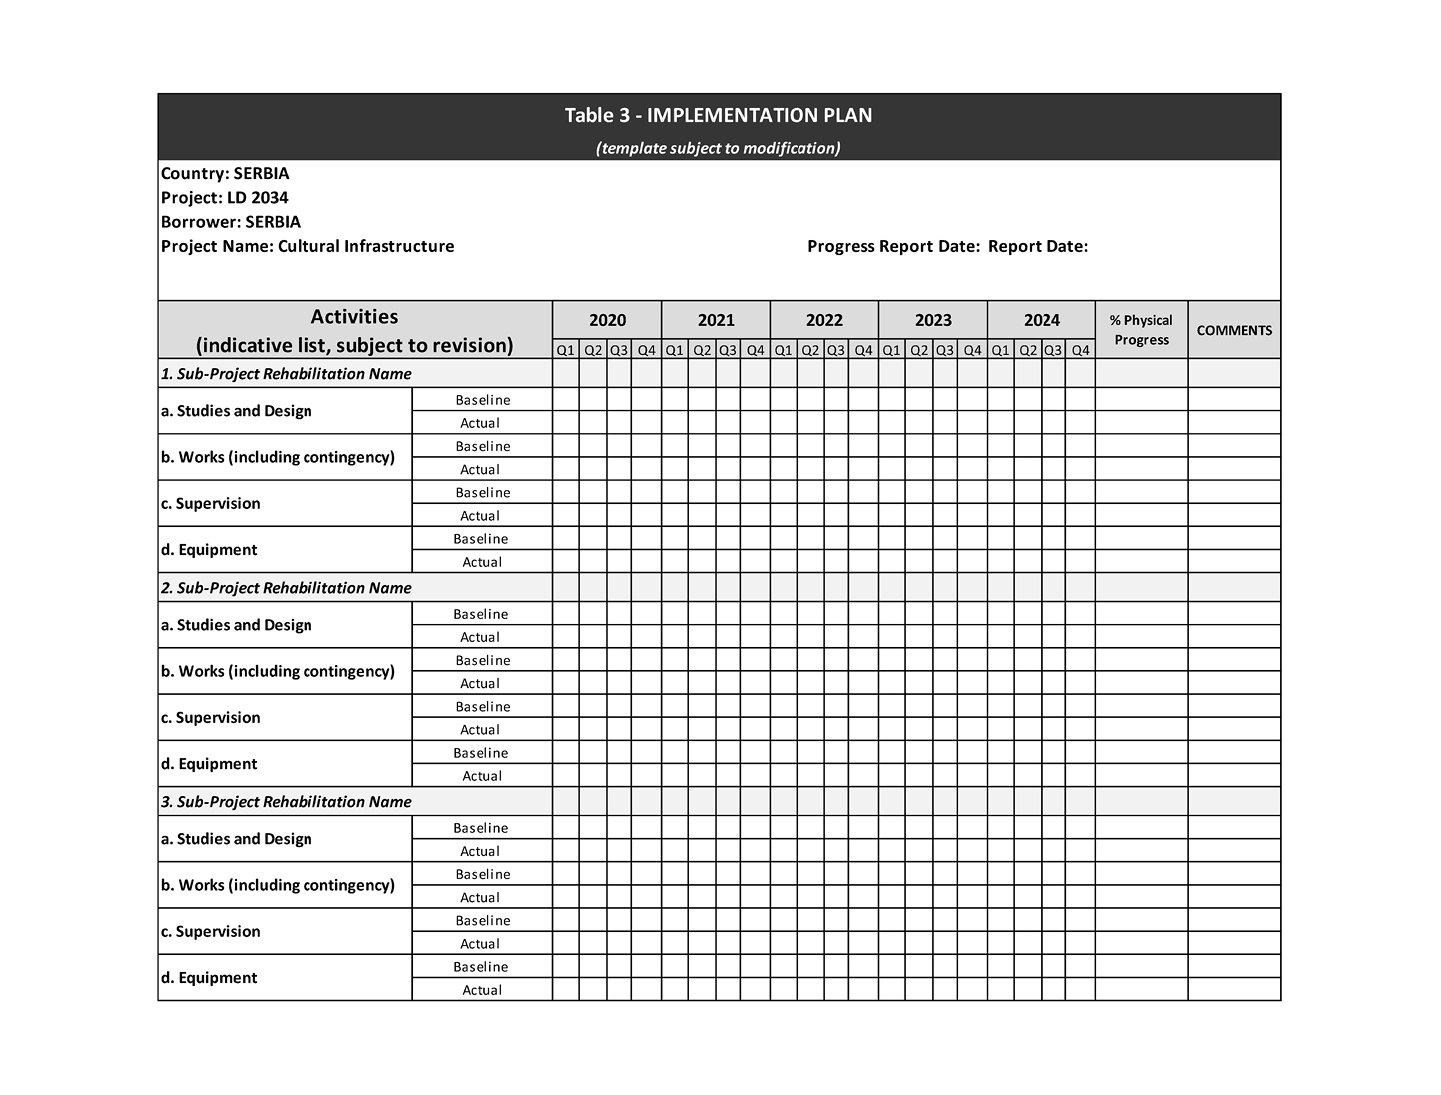 Table 3 - IMPLEMENTATION PLAN
(template subject to modification)
Country: SERBIA
Project: LD 2034
Borrower: SERBIA
Project Name: Cultural Infrastructure Progress Report Date: Report Date:
Activities
(indicative list, subject to revision)
2020 2021 2022 2023 2024
% Physical
Progress
COMMENTS
Q1 Q2 Q3 Q4 Q1 Q2 Q3 Q4 Q1 Q2 Q3 Q4 Q1 Q2 Q3 Q4 Q1 Q2 Q3 Q4
1. Sub-Project Rehabilitation Name
a. Studies and Design
Baseline
Actual
b. Works (including contingency)
Baseline
Actual
c. Supervision
Baseline
Actual
d. Equipment
Baseline
Actual
2. Sub-Project Rehabilitation Name
a. Studies and Design
Baseline
Actual
b. Works (including contingency)
Baseline
Actual
c. Supervision
Baseline
Actual
d. Equipment
Baseline
Actual
3. Sub-Project Rehabilitation Name
a. Studies and Design
Baseline
Actual
b. Works (including contingency)
Baseline
Actual
c. Supervision
Baseline
Actual
d. Equipment
Baseline
Actual